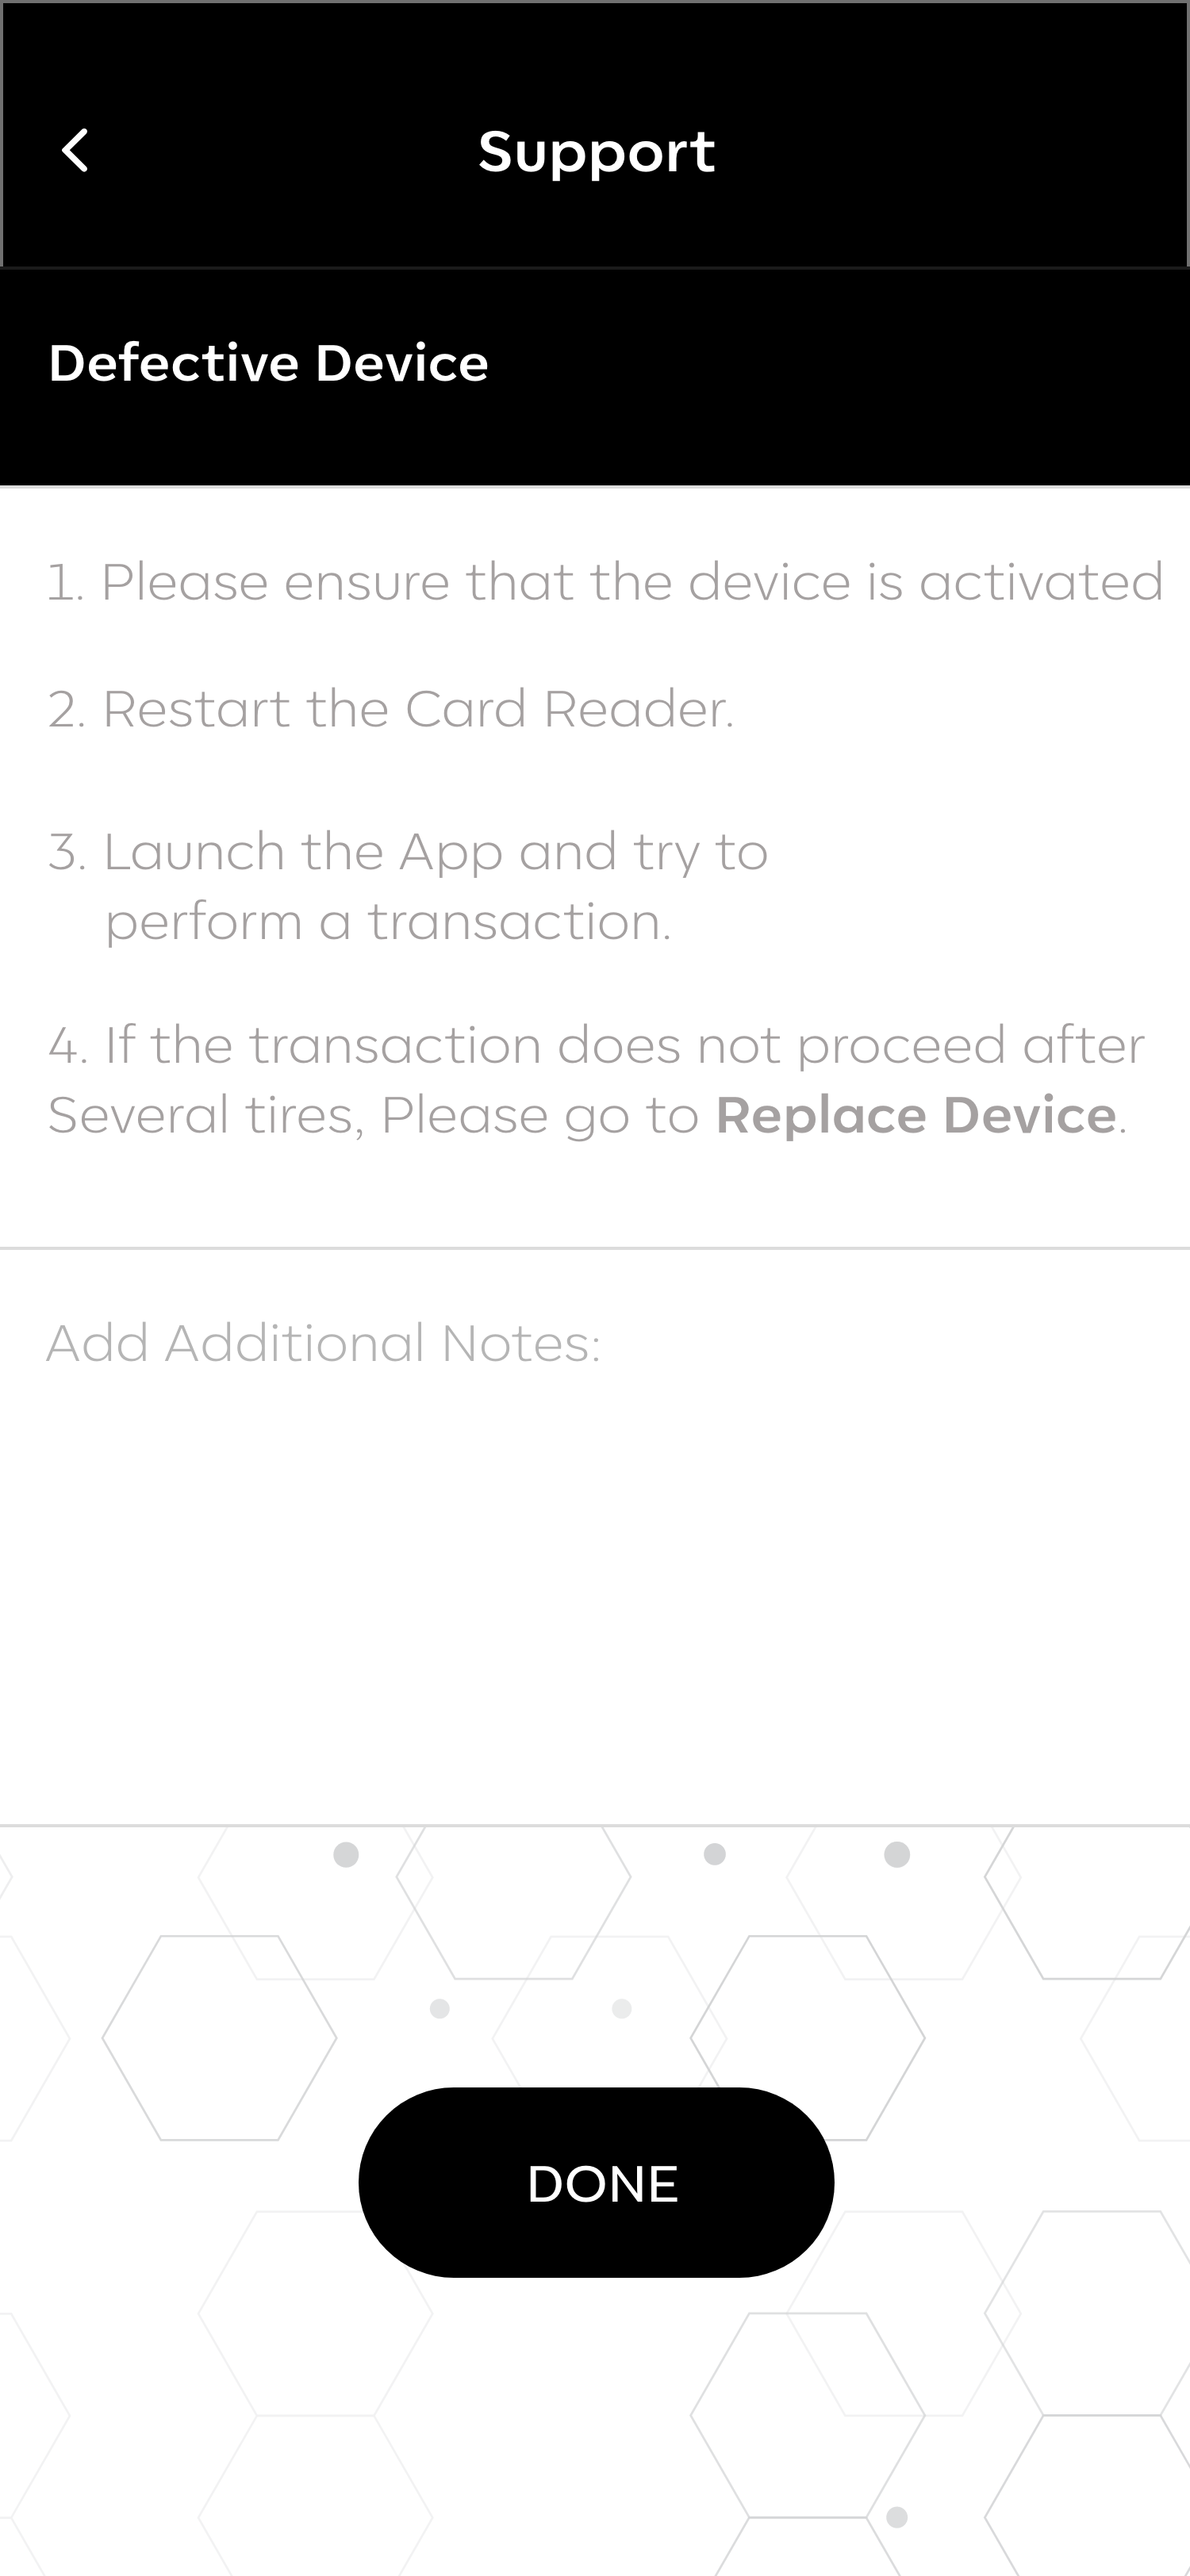 Support
Defective Device
1. Please ensure that the device is activated
2. Restart the Card Reader.
3. Launch the App and try to
perform a transaction.
4. If the transaction does not proceed after
Several tires, Please go to Replace Device.
Add Additional Notes:
DONE